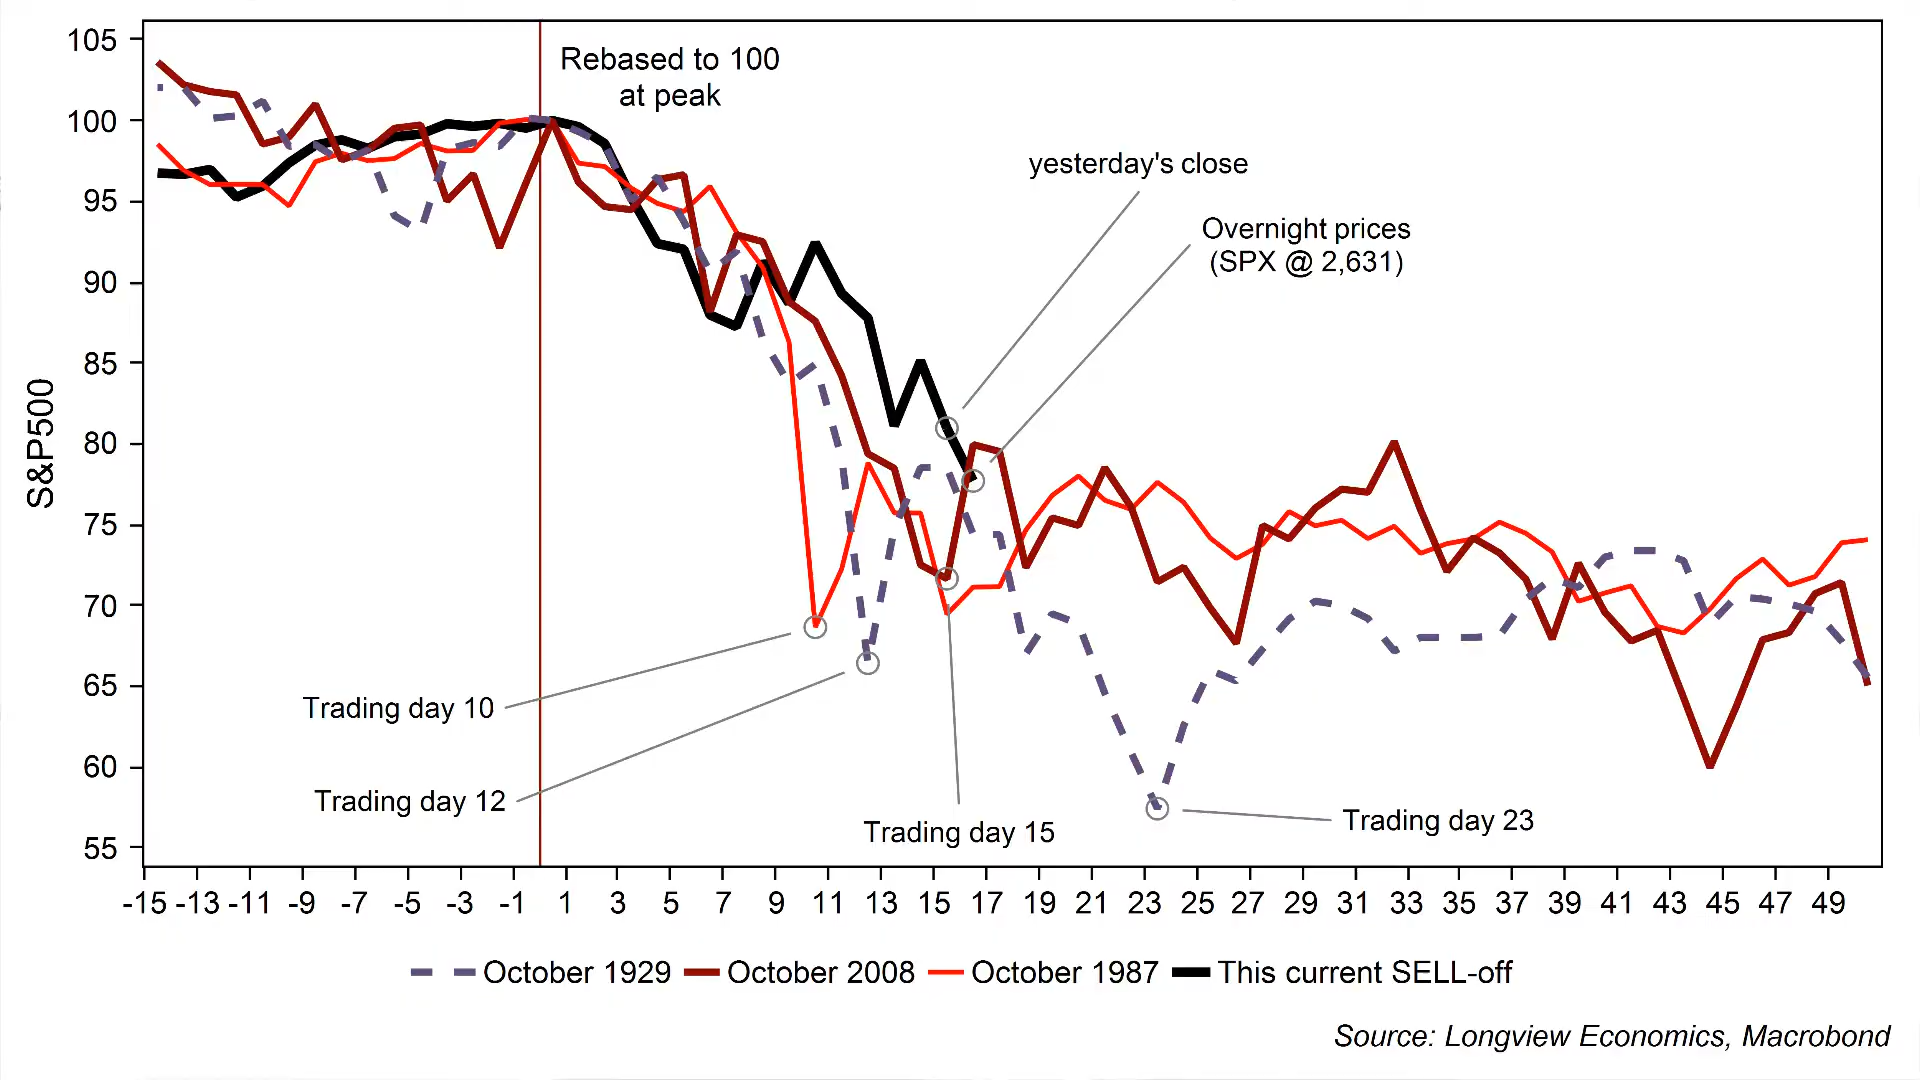 Rebased to 100
at peak
yesterday's close
Overnight prices
(SPX @ 2,631)
S&P500
105
100
95
90
85
80
75
70
65
60
55
Trading day 10
Trading day 12
Trading day 15
Trading day 23
-15 -13 -11 -9 -7 -5 -3 -1 1 3 5 7 9 11 13 15 17 19 21 23 25 27 29 31 33 35 37 39 41 43 45 47 49
October 1929 October 2008 October 1987 This current SELL-off
Source: Longview Economics, Macrobond